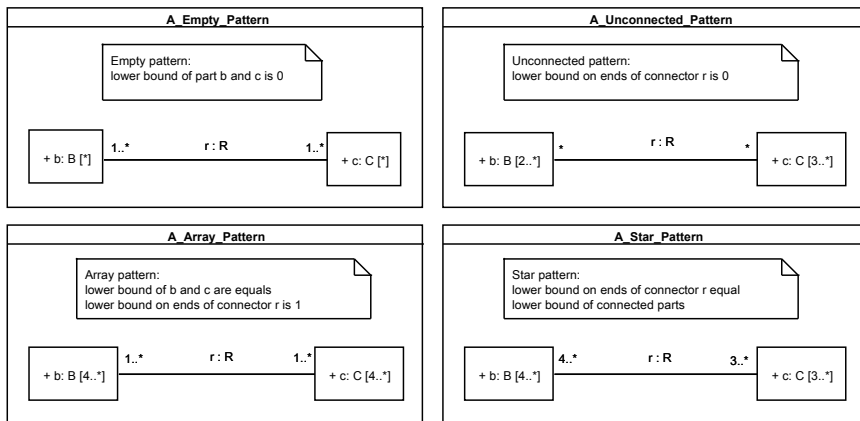 A_Empty_Pattern
Empty pattern:
lower bound of part b and c is 0
+ b: B [*]
1..*
r : R
1..*
+ c: C [*]
A_Unconnected_Pattern
Unconnected pattern:
lower bound on ends of connector r is 0
+ b: B [2..*]
*
r : R
*
+ c: C [3..*]
A_Array_Pattern
Array pattern:
lower bound of b and c are equals
lower bound on ends of connector r is 1
+ b: B [4..*]
1..*
r : R
1..*
+ c: C [4..*]
A_Star_Pattern
Star pattern:
lower bound on ends of connector r equal
lower bound of connected parts
+ b: B [4..*]
4..*
r : R
3..*
+ c: C [3..*]